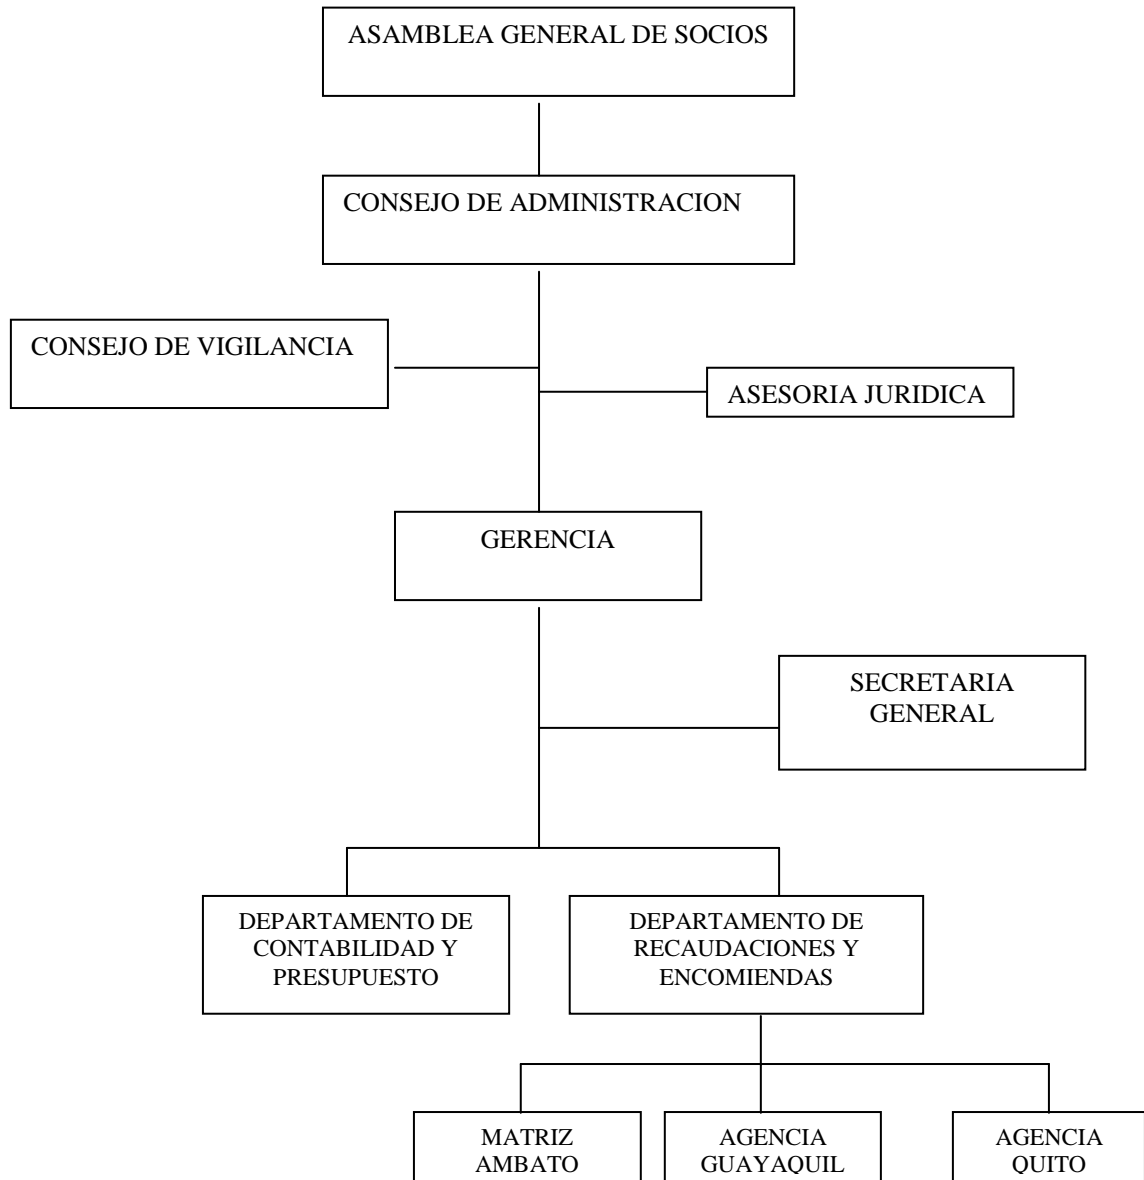 ASAMBLEA GENERAL DE SOCIOS
CONSEJO DE ADMINISTRACION
CONSEJO DE VIGILANCIA
ASESORIA JURIDICA
GERENCIA
SECRETARIA
GENERAL
DEPARTAMENTO DE
CONTABILIDAD Y
PRESUPUESTO
DEPARTAMENTO DE
RECAUDACIONES Y
ENCOMIENDAS
MATRIZ
AMBATO
AGENCIA
GUAYAQUIL
AGENCIA
QUITO